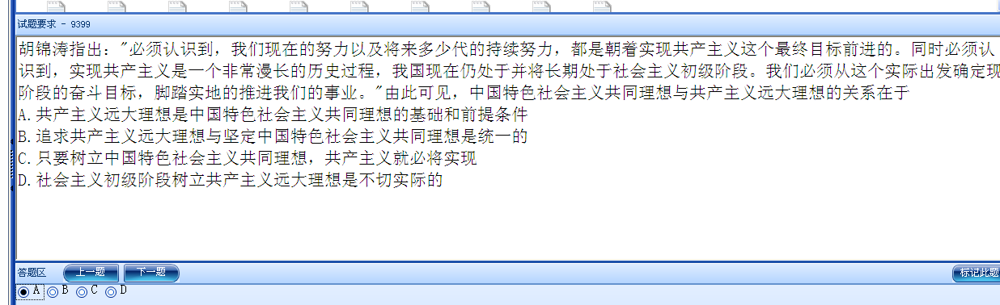 试题要求 - 9399
胡锦涛指出："必须认识到，我们现在的努力以及将来多少代的持续努力，都是朝着实现共产主义这个最终目标前进的。同时必须认
识到，实现共产主义是一个非常漫长的历史过程，我国现在仍处于并将长期处于社会主义初级阶段。我们必须从这个实际出发确定现
阶段的奋斗目标，脚踏实地的推进我们的事业。"由此可见，中国特色社会主义共同理想与共产主义远大理想的关系在于
A.共产主义远大理想是中国特色社会主义共同理想的基础和前提条件
B.追求共产主义远大理想与坚定中国特色社会主义共同理想是统一的
C.只要树立中国特色社会主义共同理想，共产主义就必将实现
D.社会主义初级阶段树立共产主义远大理想是不切实际的
答题区 上一题 下一题 标记此题
A B C D